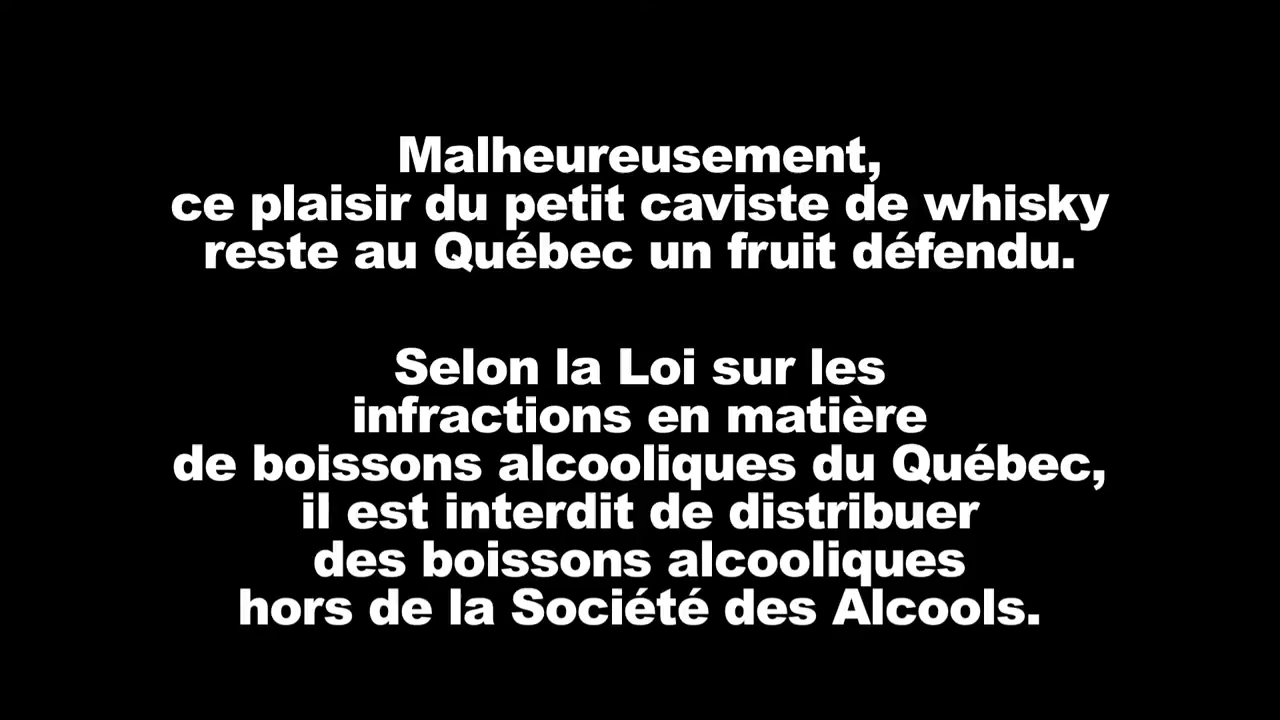 Malheureusement,
ce plaisir du petit caviste de whisky
reste au Québec un fruit défendu.
Selon la Loi sur les
infractions en matière
de boissons alcooliques du Québec,
il est interdit de distribuer
des boissons alcooliques
hors de la Société des Alcools.